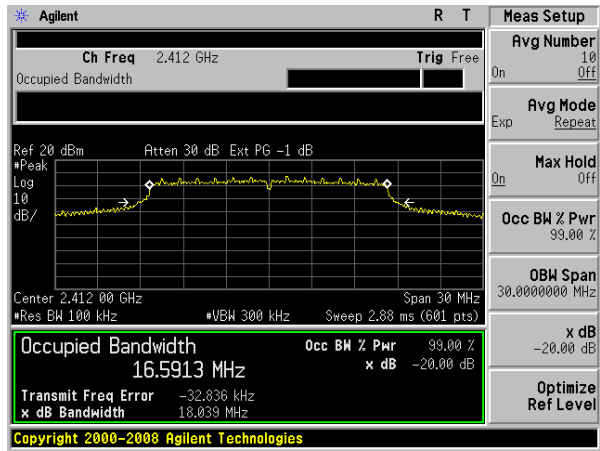 Agilent R T Meas Setup
Ch Freq 2.412 GHz Trig Free
Occupied Bandwidth
Ref 20 dBm Atten 30 dB Ext PG -1 dB
#Peak
Log
10
dB/
Center 2.412 00 GHz Span 30 MHz
#Res BW 100 kHz #VBW 300 kHz Sweep 2.88 ms (601 pts)
Occupied Bandwidth Occ BW % Pwr 99.00 %
16.5913 MHz x dB -20.00 dB
Transmit Freq Error -32.836 kHz
x dB Bandwidth 18.039 MHz
Copyright 2000-2008 Agilent Technologies
Avg Number
10
On Off
Avg Mode
Exp Repeat
Max Hold
On Off
Occ BW % Pwr
99.00 %
OBW Span
30.0000000 MHz
x dB
-20.00 dB
Optimize
Ref Level